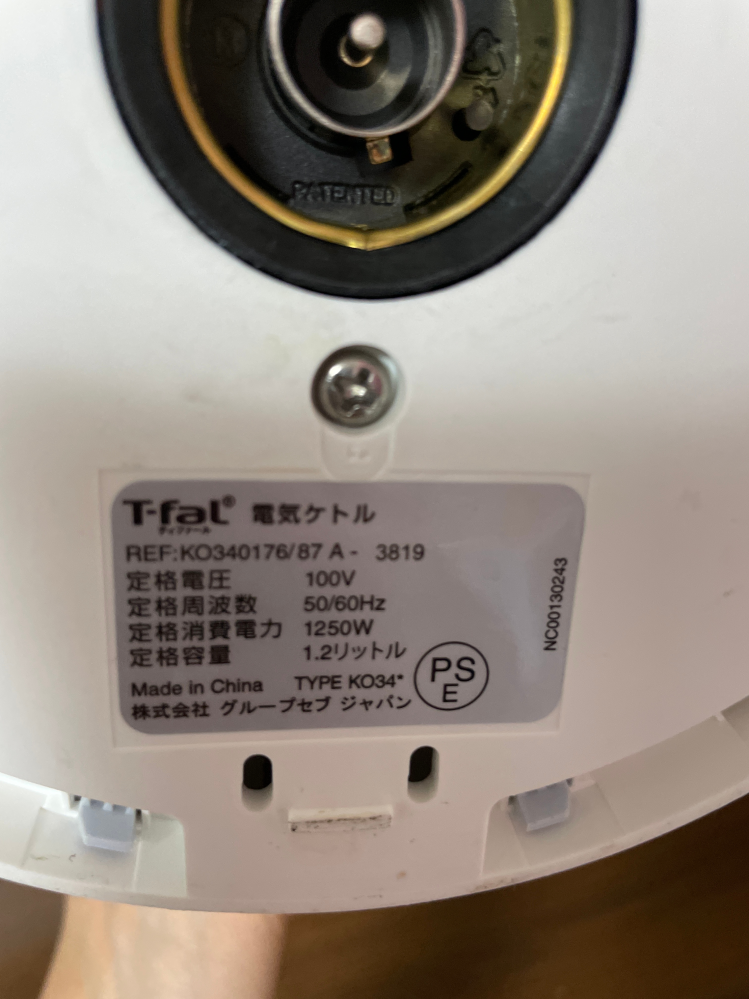 PATENTED
T-faL® 電気ケトル
ティファール
REF:KO340176/87 A - 3819
定格電圧 100V
定格周波数 50/60Hz
定格消費電力 1250W
定格容量 1.2リットル
Made in China TYPE KO34*
株式会社 グループセブ ジャパン
PS
E
NC00130243